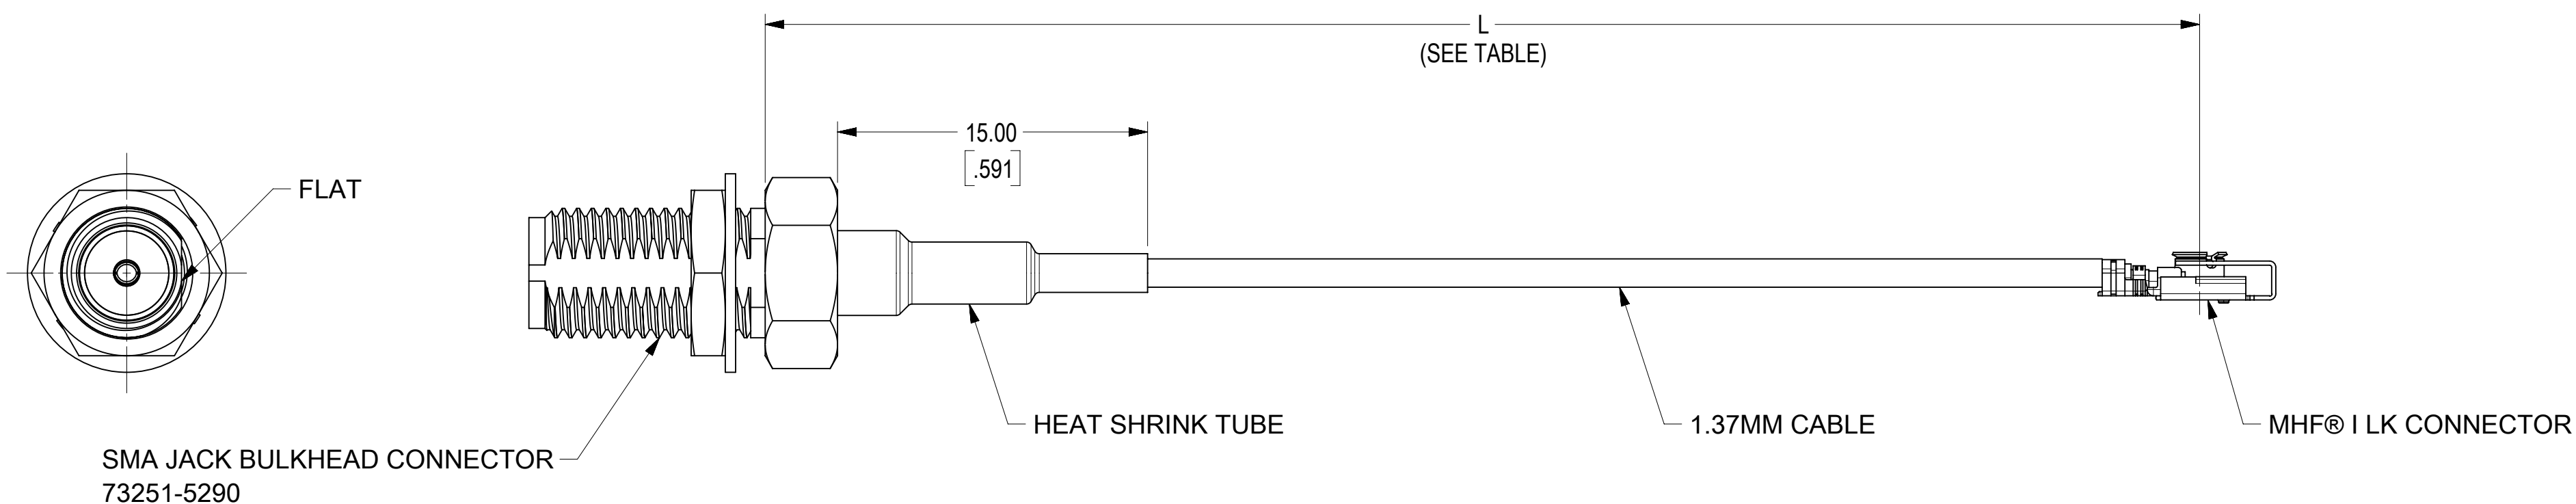 L
(SEE TABLE)
15.00
[.591]
FLAT
HEAT SHRINK TUBE
1.37MM CABLE
MHF® I LK CONNECTOR
SMA JACK BULKHEAD CONNECTOR
73251-5290